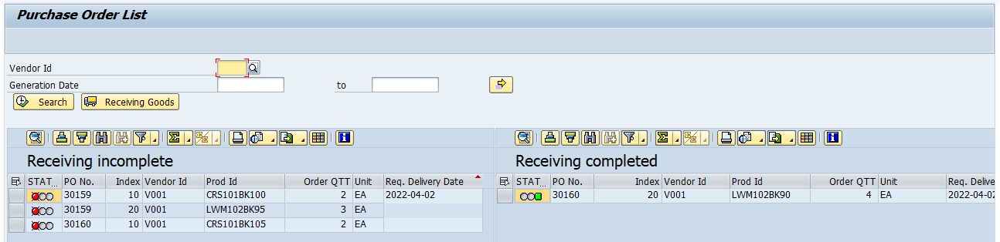 Purchase Order List
Vendor Id
Generation Date to
Search Receiving Goods
Receiving incomplete
STAT... PO No. Index Vendor Id Prod Id Order QTT Unit Req. Delivery Date
30159 10 V001 CRS101BK100 2 EA 2022-04-02
30159 20 V001 LWM102BK95 3 EA
30160 10 V001 CRS101BK105 2 EA
Receiving completed
STAT... PO No. Index Vendor Id Prod Id Order QTT Unit Req. Delive
30160 20 V001 LWM102BK90 4 EA 2022-04-02